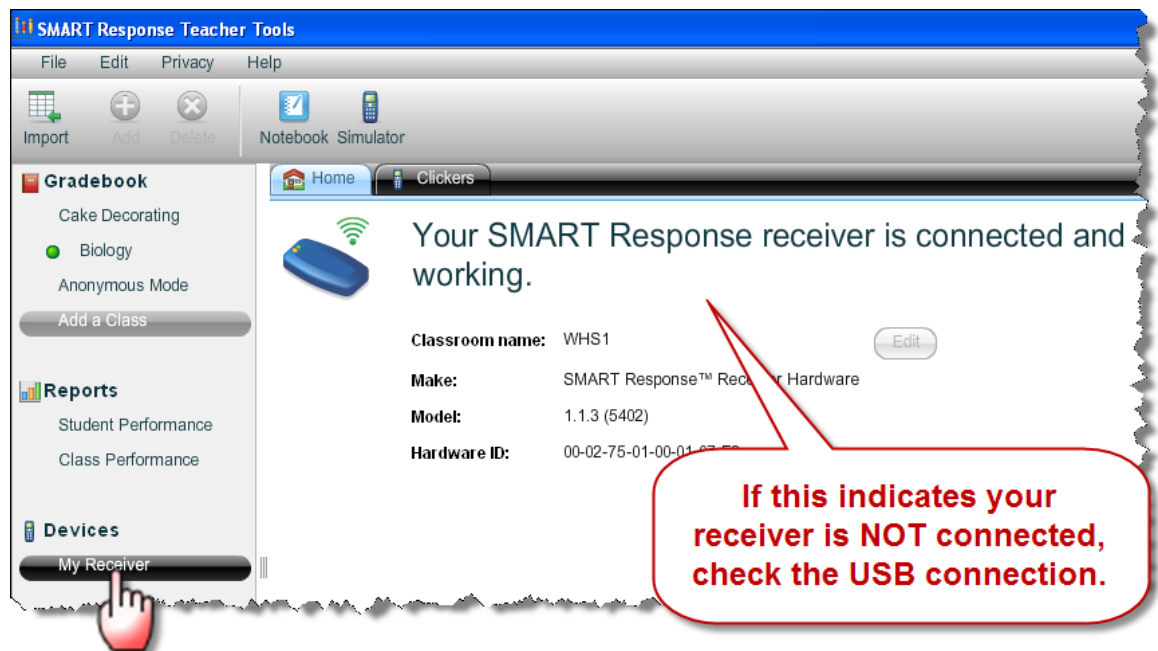 SMART Response Teacher Tools
File Edit Privacy Help
Import Add Delete Notebook Simulator
Gradebook
Cake Decorating
Biology
Anonymous Mode
Add a Class
Reports
Student Performance
Class Performance
Devices
My Receiver
Home Clickers
Your SMART Response receiver is connected and
working.
Classroom name: WHS1 Edit
Make: SMART Response™ Hardware
Model: 1.1.3 (5402)
Hardware ID:
If this indicates your
receiver is NOT connected,
check the USB connection.